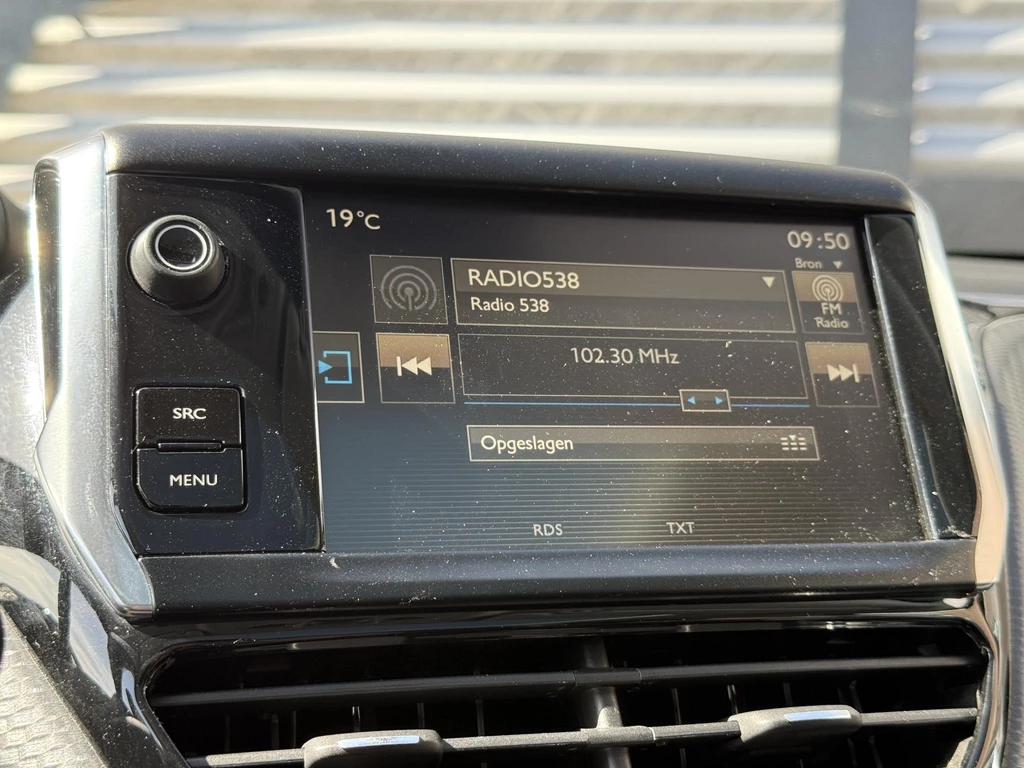 19°C
09:50
Bron
RADIO538
Radio 538
FM
Radio
102.30 MHz
SRC
Opgeslagen
MENU
RDS TXT